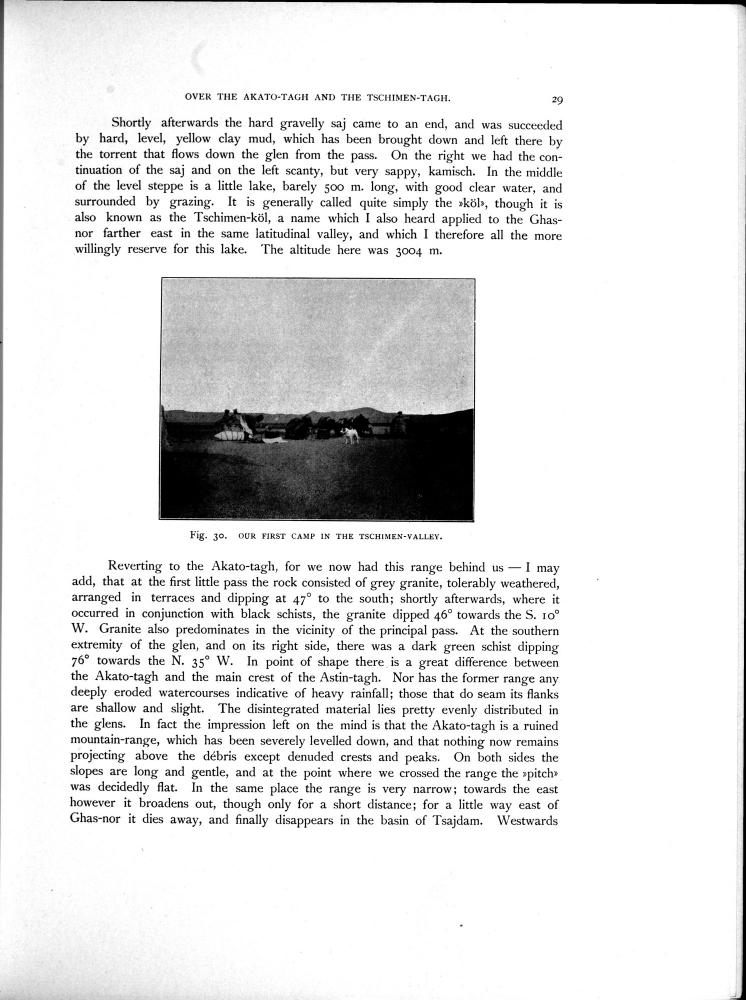 OVER THE AKATO-TAGH AND THE TSCHIMEN-TAGH. 29
Shortly afterwards the hard gravelly saj came to an end, and was succeeded
by hard, level, yellow clay mud, which has been brought down and left there by
the torrent that flows down the glen from the pass. On the right we had the con-
tinuation of the saj and on the left scanty, but very sappy, kamisch. In the middle
of the level steppe is a little lake, barely 500 m. long, with good clear water, and
surrounded by grazing. It is generally called quite simply the »köl», though it is
also known as the Tschimen-köl, a name which I also heard applied to the Ghas-
nor farther east in the same latitudinal valley, and which I therefore all the more
willingly reserve for this lake. The altitude here was 3004 m.
Fig. 30. OUR FIRST CAMP IN THE TSCHIMEN-VALLEY.
Reverting to the Akato-tagh, for we now had this range behind us — I may
add, that at the first little pass the rock consisted of grey granite, tolerably weathered,
arranged in terraces and dipping at 47° to the south; shortly afterwards, where it
occurred in conjunction with black schists, the granite dipped 46° towards the S. 10°
W. Granite also predominates in the vicinity of the principal pass. At the southern
extremity of the glen, and on its right side, there was a dark green schist dipping
76° towards the N. 35° W. In point of shape there is a great difference between
the Akato-tagh and the main crest of the Astin-tagh. Nor has the former range any
deeply eroded watercourses indicative of heavy rainfall; those that do seam its flanks
are shallow and slight. The disintegrated material lies pretty evenly distributed in
the glens. In fact the impression left on the mind is that the Akato-tagh is a ruined
mountain-range, which has been severely levelled down, and that nothing now remains
projecting above the débris except denuded crests and peaks. On both sides the
slopes are long and gentle, and at the point where we crossed the range the »pitch»
was decidedly flat. In the same place the range is very narrow; towards the east
however it broadens out, though only for a short distance; for a little way east of
Ghas-nor it dies away, and finally disappears in the basin of Tsajdam. Westwards